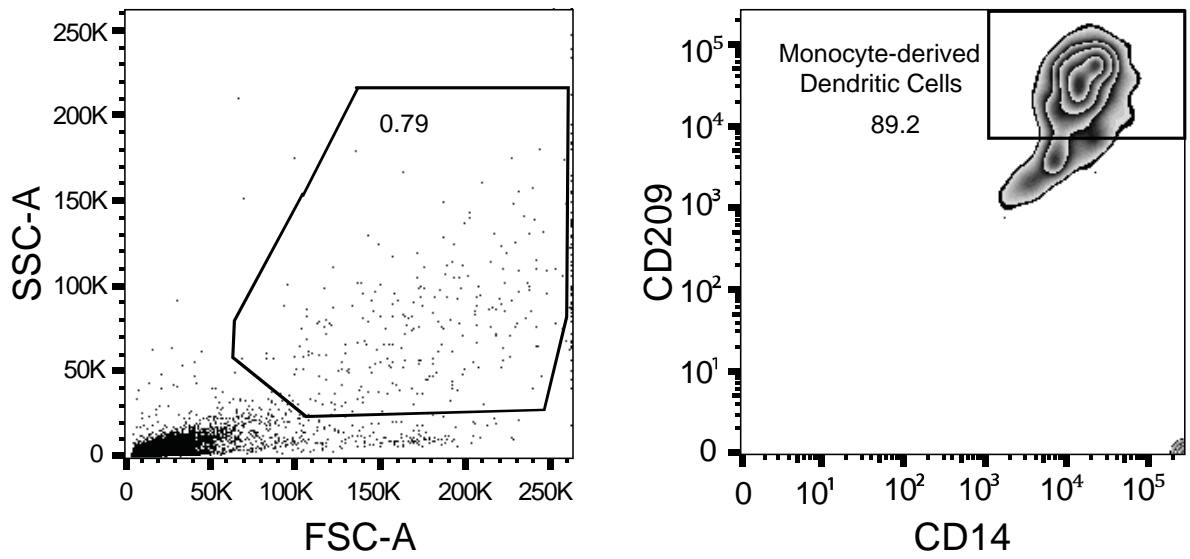 250K
200K
150K
100K
50K
0
SSC-A
0.79
0 50K 100K 150K 200K 250K
FSC-A
10⁵
10⁴
10³
10²
10¹
0
CD209
Monocyte-derived
Dendritic Cells
89.2
0 10¹ 10² 10³ 10⁴ 10⁵
CD14